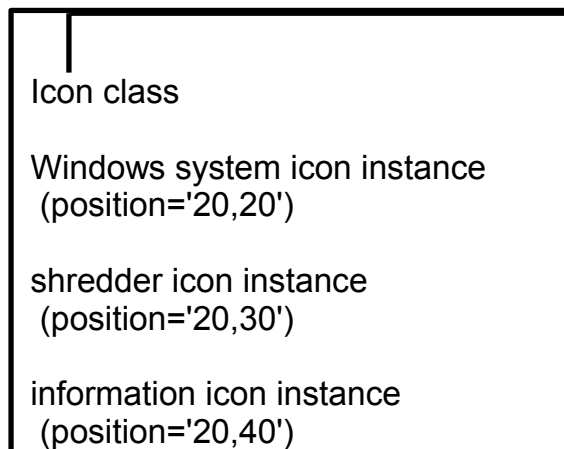 Icon class
Windows system icon instance
(position='20,20')
shredder icon instance
(position='20,30')
information icon instance
(position='20,40')